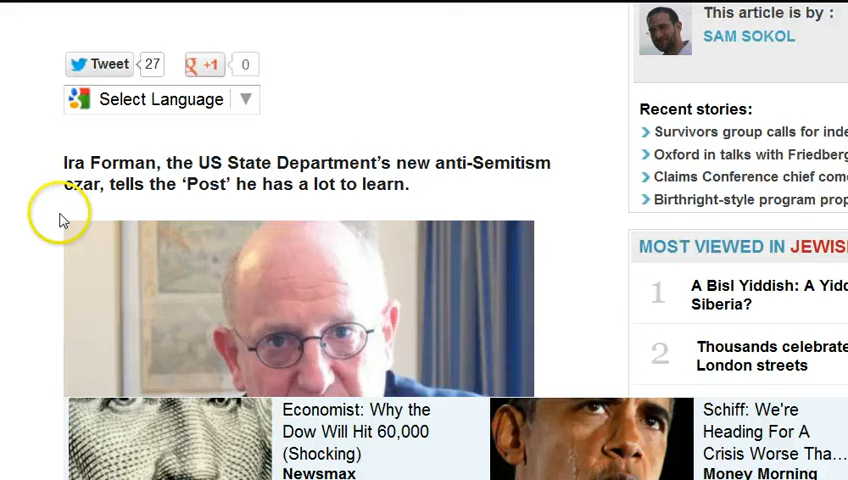 This article is by :
SAM SOKOL
Tweet 27 +1 0
Select Language
Recent stories:
Survivors group calls for inde
Oxford in talks with Friedberg
Claims Conference chief come
Birthright-style program prop
Ira Forman, the US State Department's new anti-Semitism
czar, tells the ‘Post’ he has a lot to learn.
MOST VIEWED IN JEWIS
1 A Bisl Yiddish: A Yido
Siberia?
2 Thousands celebrate
London streets
Economist: Why the
Dow Will Hit 60,000
(Shocking)
Newsmax
Schiff: We're
Heading For A
Crisis Worse Tha...
Money Morning